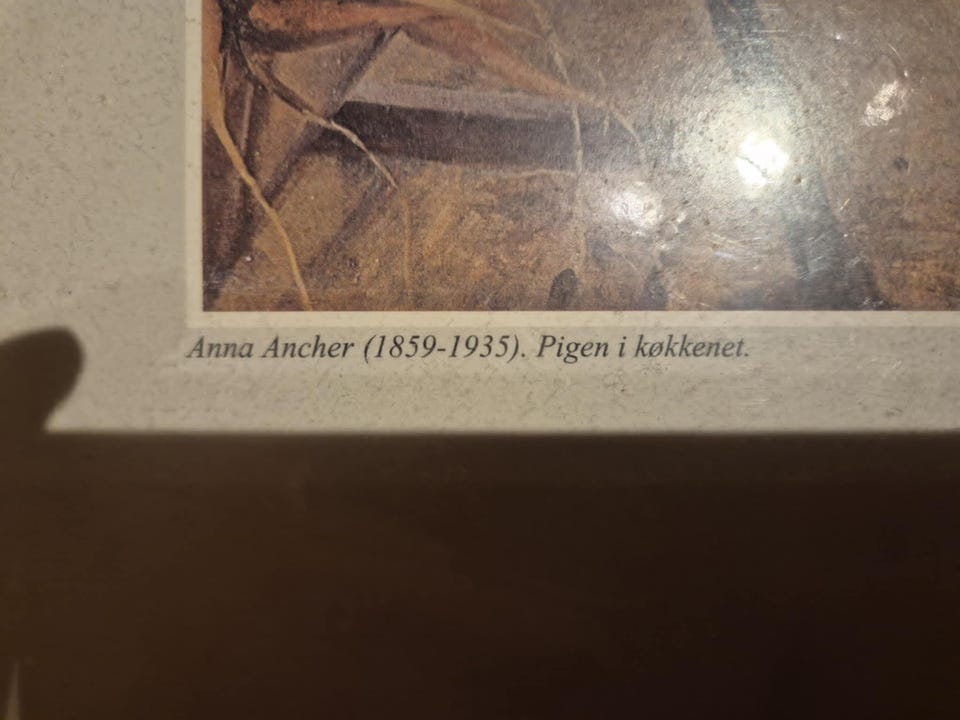 Anna Ancher (1859-1935). Pigen i køkkenet.